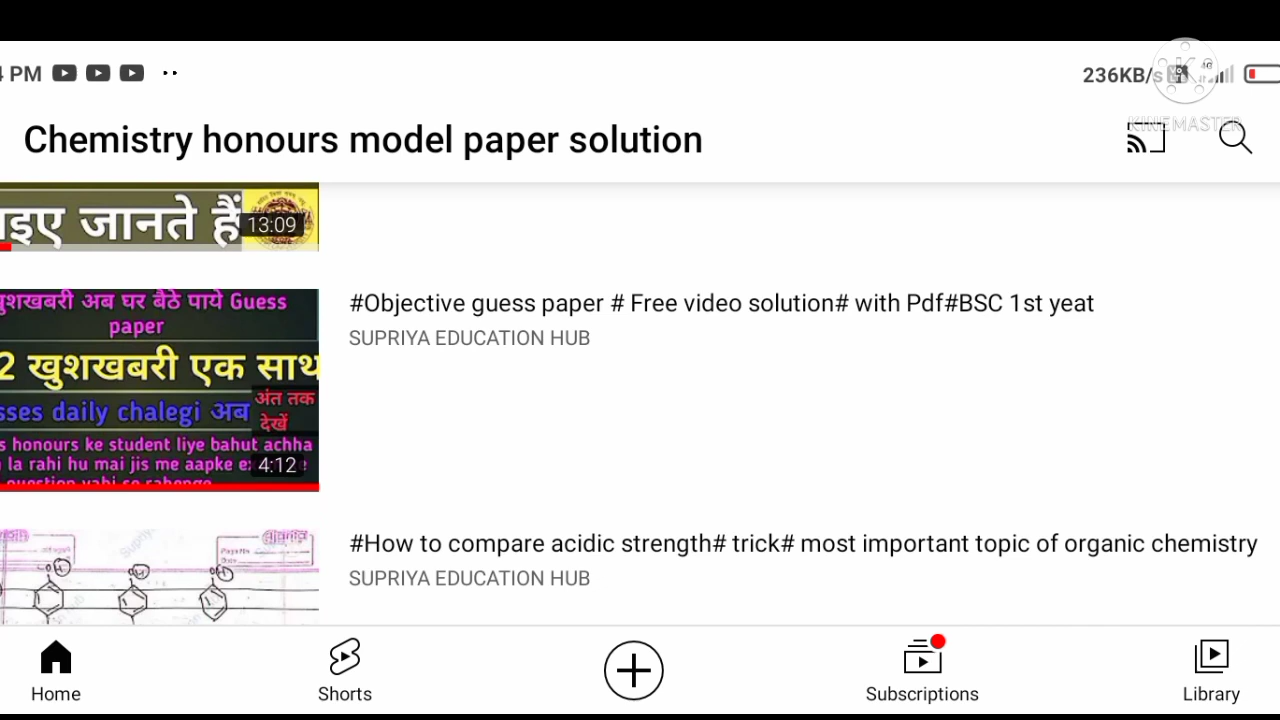 PM
236KB/s
KINEMASTER
Chemistry honours model paper solution
जानते हैं
13:09
#Objective guess paper # Free video solution# with Pdf#BSC 1st yeat
SUPRIYA EDUCATION HUB
अब घर बैठे पाये Guess
paper
2 खुशखबरी एक साथ
daily chalegi अब
अंत तक
देखें
honours ke student liye bahut achha
la rahi hu mai jis me aapke
4:12
#How to compare acidic strength# trick# most important topic of organic chemistry
SUPRIYA EDUCATION HUB
Home
Shorts
Subscriptions
Library